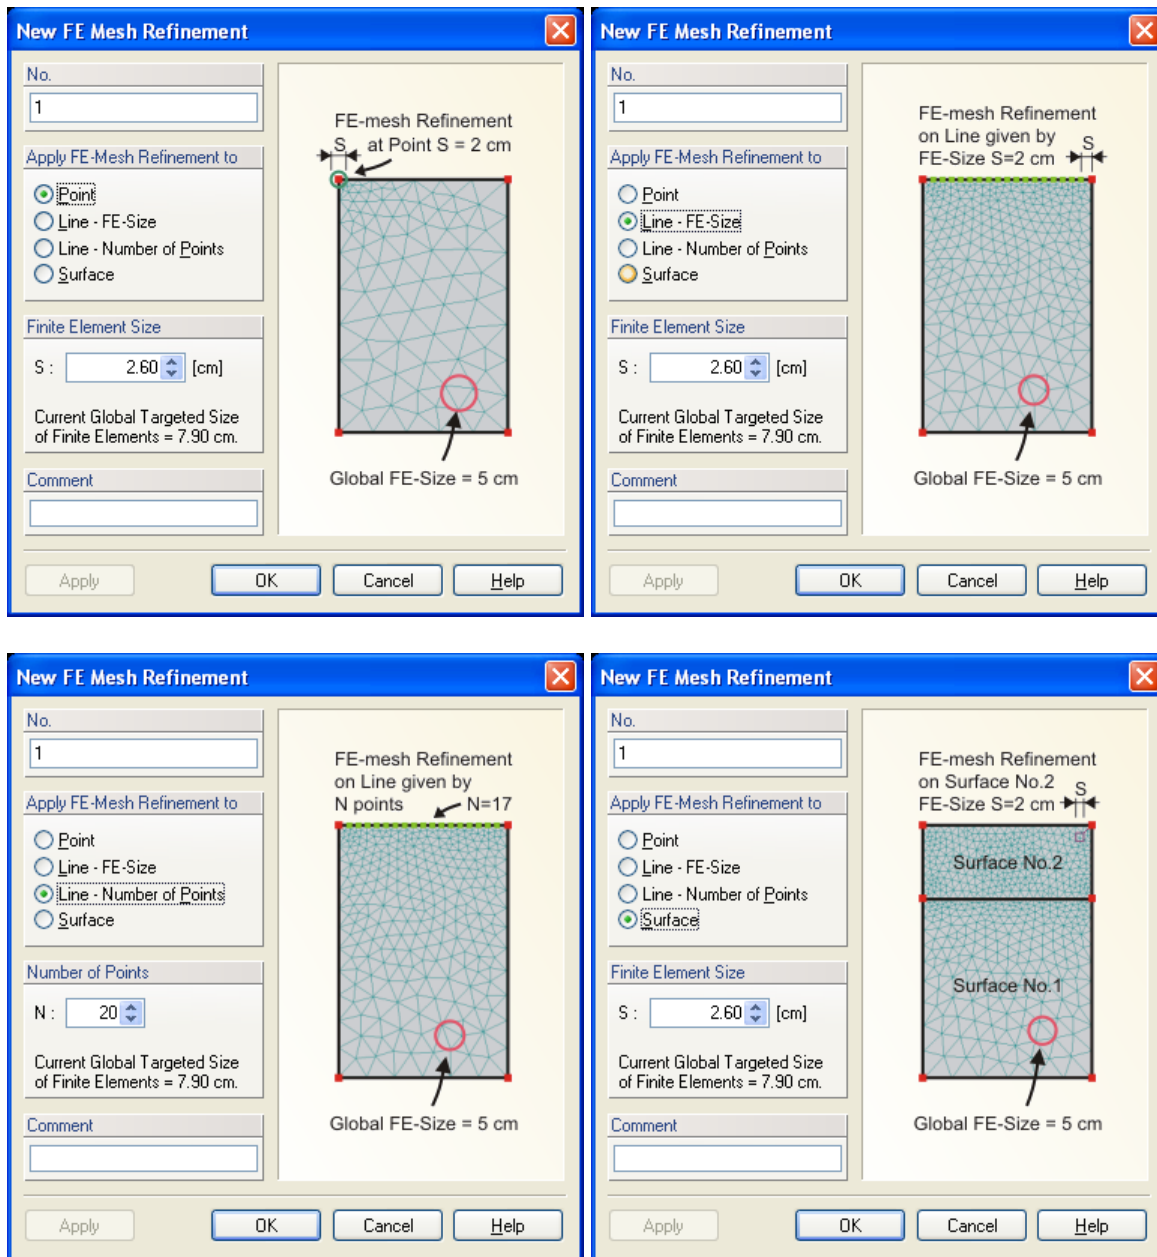 New FE Mesh Refinement
No.
1
Apply FE-Mesh Refinement to
Point
Line - FE-Size
Line - Number of Points
Surface
Finite Element Size
S : 2.60 [cm]
Current Global Targeted Size
of Finite Elements = 7.90 cm.
Comment
FE-mesh Refinement
S at Point S = 2 cm
Global FE-Size = 5 cm
Apply OK Cancel Help
New FE Mesh Refinement
No.
1
Apply FE-Mesh Refinement to
Point
Line - FE-Size
Line - Number of Points
Surface
Finite Element Size
S : 2.60 [cm]
Current Global Targeted Size
of Finite Elements = 7.90 cm.
Comment
FE-mesh Refinement
on Line given by
FE-Size S=2 cm S
Global FE-Size = 5 cm
Apply OK Cancel Help
New FE Mesh Refinement
No.
1
Apply FE-Mesh Refinement to
Point
Line - FE-Size
Line - Number of Points
Surface
Number of Points
N : 20
Current Global Targeted Size
of Finite Elements = 7.90 cm.
Comment
FE-mesh Refinement
on Line given by
N points N=17
Global FE-Size = 5 cm
Apply OK Cancel Help
New FE Mesh Refinement
No.
1
Apply FE-Mesh Refinement to
Point
Line - FE-Size
Line - Number of Points
Surface
Finite Element Size
S : 2.60 [cm]
Current Global Targeted Size
of Finite Elements = 7.90 cm.
Comment
FE-mesh Refinement
on Surface No.2
FE-Size S=2 cm S
Surface No.2
Surface No.1
Global FE-Size = 5 cm
Apply OK Cancel Help